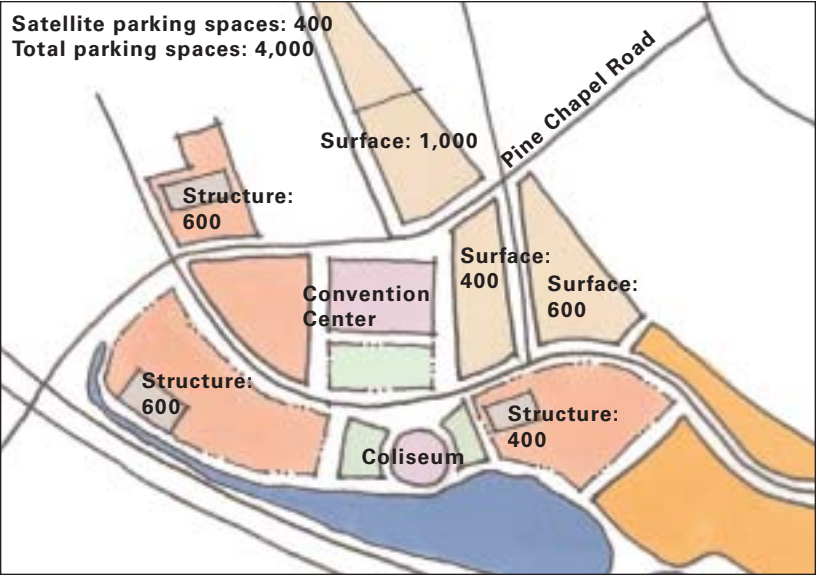 Satellite parking spaces: 400
Total parking spaces: 4,000
Pine Chapel Road
Surface: 1,000
Structure:
600
Surface:
400
Surface:
600
Convention
Center
Structure:
600
Structure:
400
Coliseum